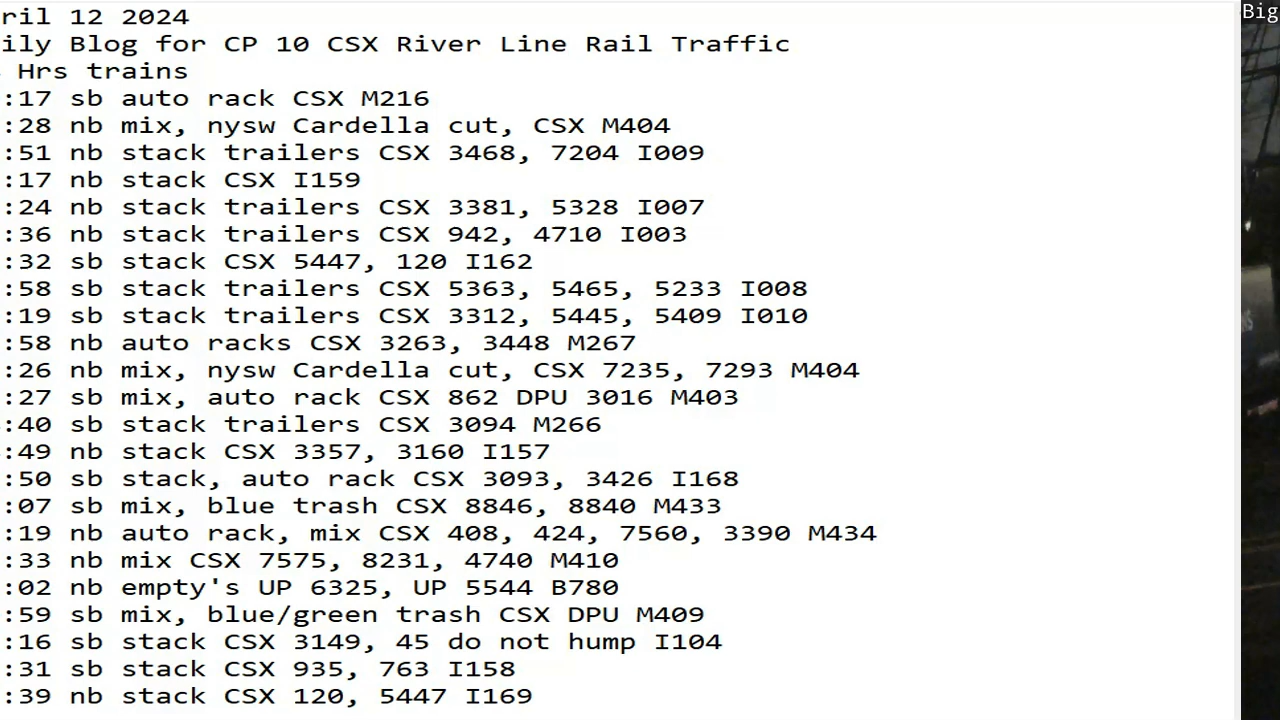 ril 12 2024
ily Blog for CP 10 CSX River Line Rail Traffic
Hrs trains
:17 sb auto rack CSX M216
:28 nb mix, nysw Cardella cut, CSX M404
:51 nb stack trailers CSX 3468, 7204 I009
:17 nb stack CSX I159
:24 nb stack trailers CSX 3381, 5328 I007
:36 nb stack trailers CSX 942, 4710 I003
:32 sb stack CSX 5447, 120 I162
:58 sb stack trailers CSX 5363, 5465, 5233 I008
:19 sb stack trailers CSX 3312, 5445, 5409 I010
:58 nb auto racks CSX 3263, 3448 M267
:26 nb mix, nysw Cardella cut, CSX 7235, 7293 M404
:27 sb mix, auto rack CSX 862 DPU 3016 M403
:40 sb stack trailers CSX 3094 M266
:49 nb stack CSX 3357, 3160 I157
:50 sb stack, auto rack CSX 3093, 3426 I168
:07 sb mix, blue trash CSX 8846, 8840 M433
:19 nb auto rack, mix CSX 408, 424, 7560, 3390 M434
:33 nb mix CSX 7575, 8231, 4740 M410
:02 nb empty's UP 6325, UP 5544 B780
:59 sb mix, blue/green trash CSX DPU M409
:16 sb stack CSX 3149, 45 do not hump I104
:31 sb stack CSX 935, 763 I158
:39 nb stack CSX 120, 5447 I169
Big